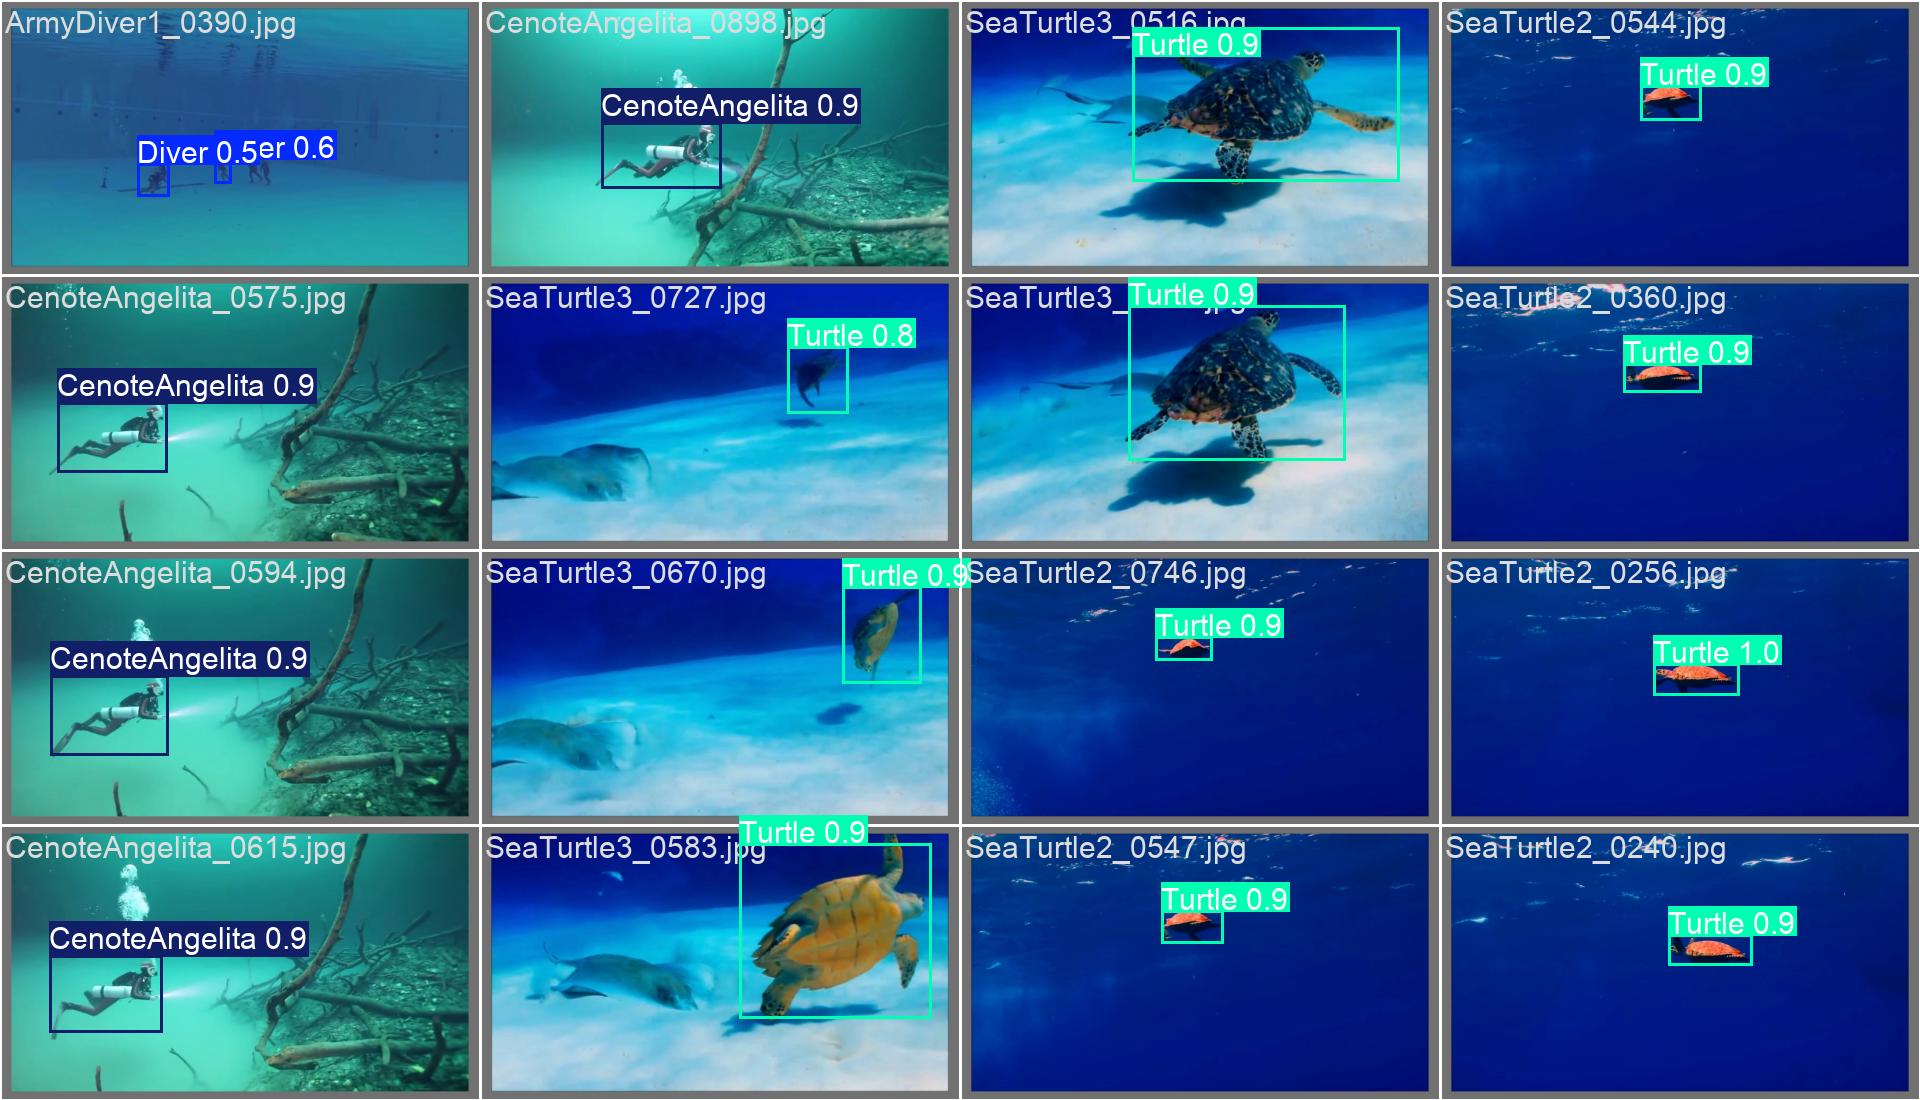 ArmyDiver1_0390.jpg
Diver 0.5
er 0.6
CenoteAngelita_0898.jpg
CenoteAngelita 0.9
SeaTurtle3_0516.jpg
Turtle 0.9
SeaTurtle2_0544.jpg
Turtle 0.9
CenoteAngelita_0575.jpg
CenoteAngelita 0.9
SeaTurtle3_0727.jpg
Turtle 0.8
SeaTurtle3_
Turtle 0.9
SeaTurtle2_0360.jpg
Turtle 0.9
CenoteAngelita_0594.jpg
CenoteAngelita 0.9
SeaTurtle3_0670.jpg
Turtle 0.9
SeaTurtle2_0746.jpg
Turtle 0.9
SeaTurtle2_0256.jpg
Turtle 1.0
CenoteAngelita_0615.jpg
CenoteAngelita 0.9
SeaTurtle3_0583.jpg
Turtle 0.9
SeaTurtle2_0547.jpg
Turtle 0.9
SeaTurtle2_0240.jpg
Turtle 0.9